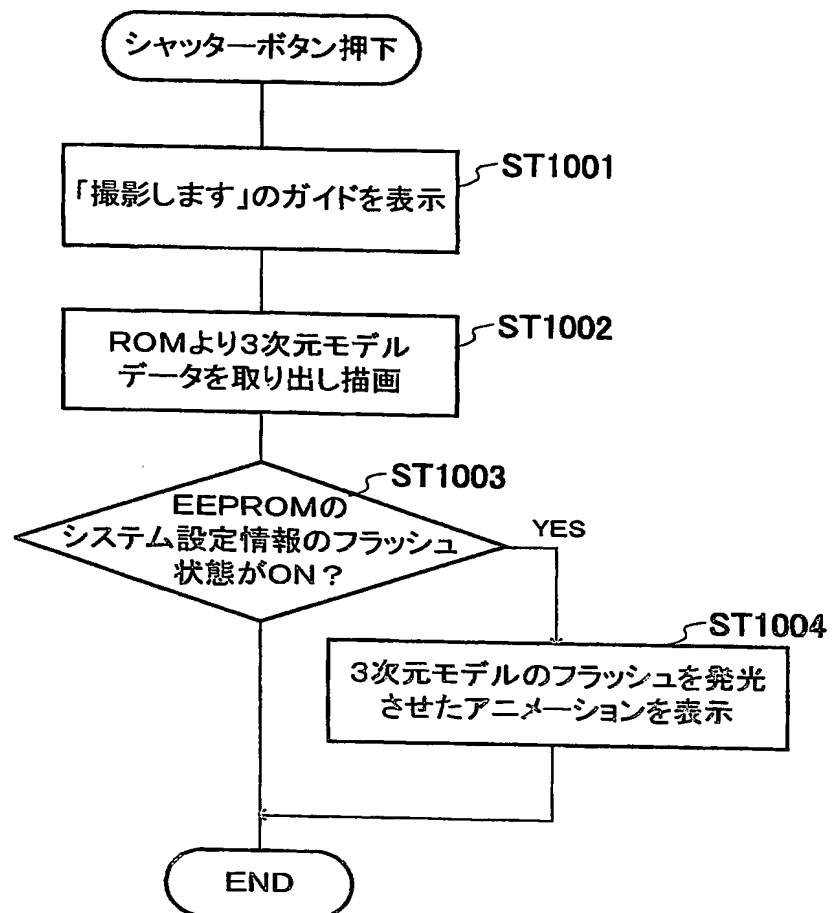 シャッターボタン押下
ST1001
「撮影します」のガイドを表示
ST1002
ROMより3次元モデル
データを取り出し描画
ST1003
EEPROMの
システム設定情報のフラッシュ
状態がON？
YES
ST1004
3次元モデルのフラッシュを発光
させたアニメーションを表示
END